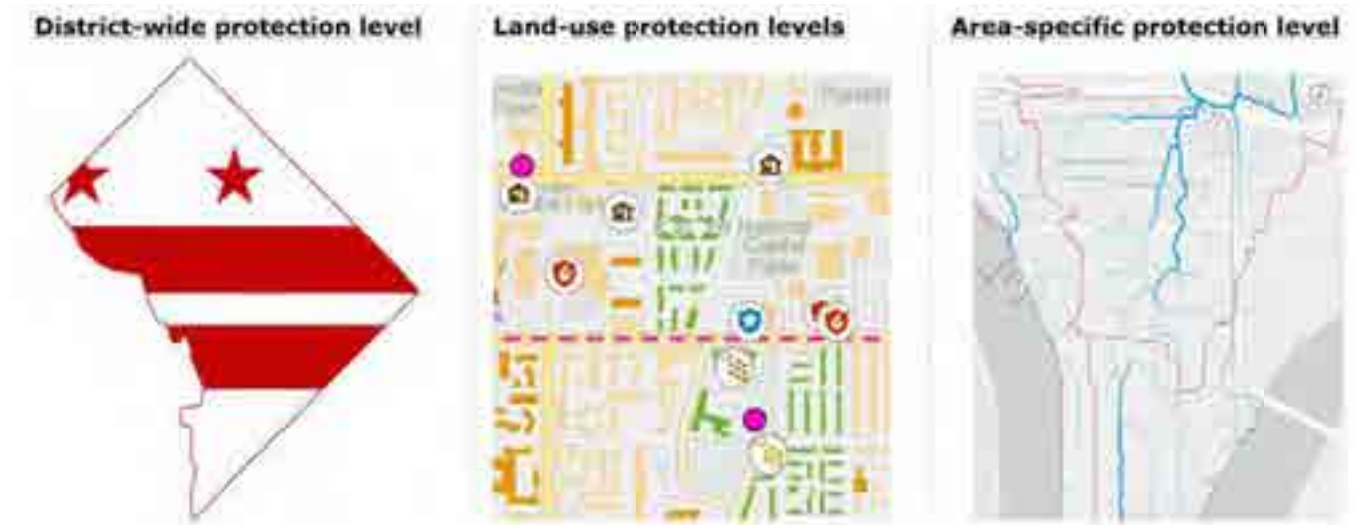 District-wide protection level
Land-use protection levels
Area-specific protection level